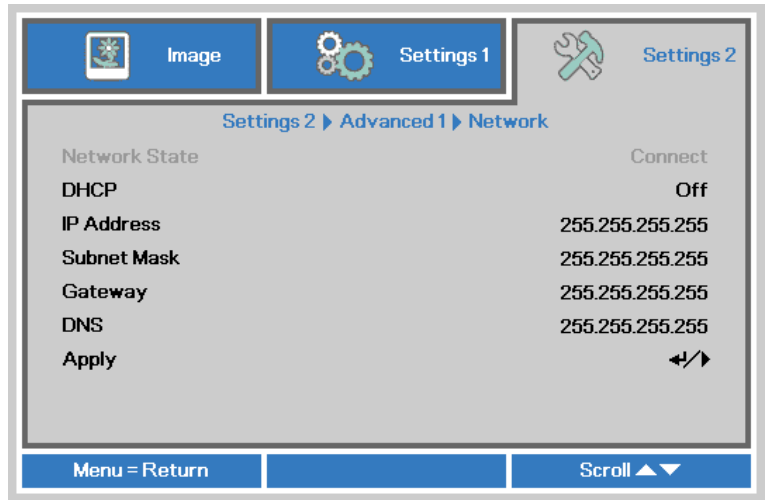 Image
Settings 1
Settings 2
Settings 2 ▶ Advanced 1 ▶ Network
Network State Connect
DHCP Off
IP Address 255.255.255.255
Subnet Mask 255.255.255.255
Gateway 255.255.255.255
DNS 255.255.255.255
Apply ↵/▶
Menu = Return
Scroll ▲▼